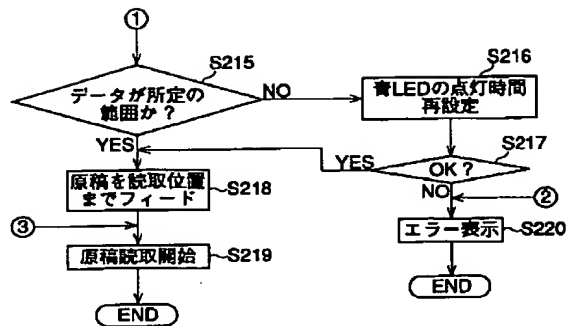 ①
S215
データが所定の
範囲か？
NO
YES
S216
青LEDの点灯時間
再設定
S217
OK？
YES
NO
②
原稿を読取位置
までフィード
S218
③
エラー表示
S220
原稿読取開始
S219
END
END